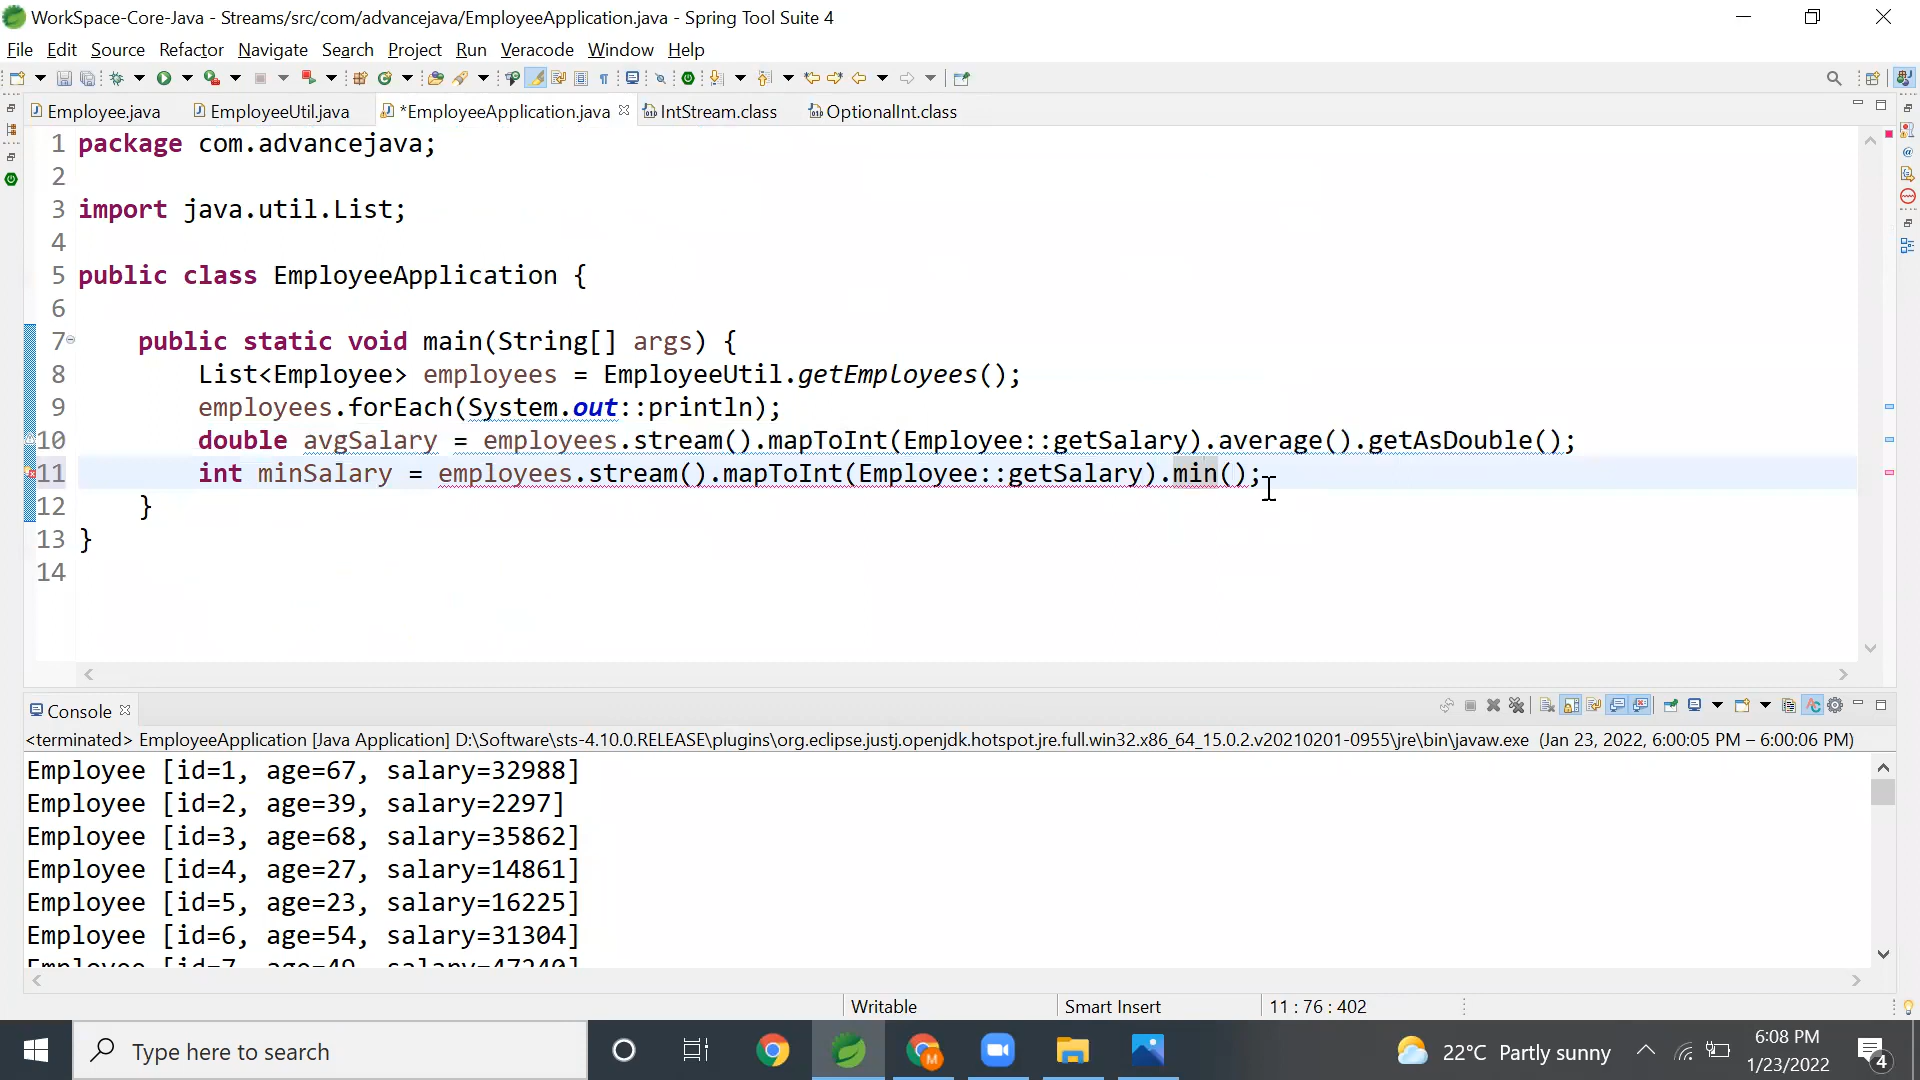 WorkSpace-Core-Java - Streams/src/com/advancejava/EmployeeApplication.java - Spring Tool Suite 4
File Edit Source Refactor Navigate Search Project Run Veracode Window Help
Employee.java EmployeeUtil.java *EmployeeApplication.java IntStream.class OptionalInt.class
1 package com.advancejava;
2
3 import java.util.List;
4
5 public class EmployeeApplication {
6
7 public static void main(String[] args) {
8 List<Employee> employees = EmployeeUtil.getEmployees();
9 employees.forEach(System.out::println);
10 double avgSalary = employees.stream().mapToInt(Employee::getSalary).average().getAsDouble();
11 int minSalary = employees.stream().mapToInt(Employee::getSalary).min();
12 }
13 }
14
Console
<terminated> EmployeeApplication [Java Application] D:\Software\sts-4.10.0.RELEASE\plugins\org.eclipse.justj.openjdk.hotspot.jre.full.win32.x86_64_15.0.2.v20210201-0955\jre\bin\javaw.exe (Jan 23, 2022, 6:00:05 PM – 6:00:06 PM)
Employee [id=1, age=67, salary=32988]
Employee [id=2, age=39, salary=2297]
Employee [id=3, age=68, salary=35862]
Employee [id=4, age=27, salary=14861]
Employee [id=5, age=23, salary=16225]
Employee [id=6, age=54, salary=31304]
Employee [id=7, age=49, salary=47240]
Writable Smart Insert 11 : 76 : 402
Type here to search
M
22°C Partly sunny
6:08 PM
1/23/2022
4